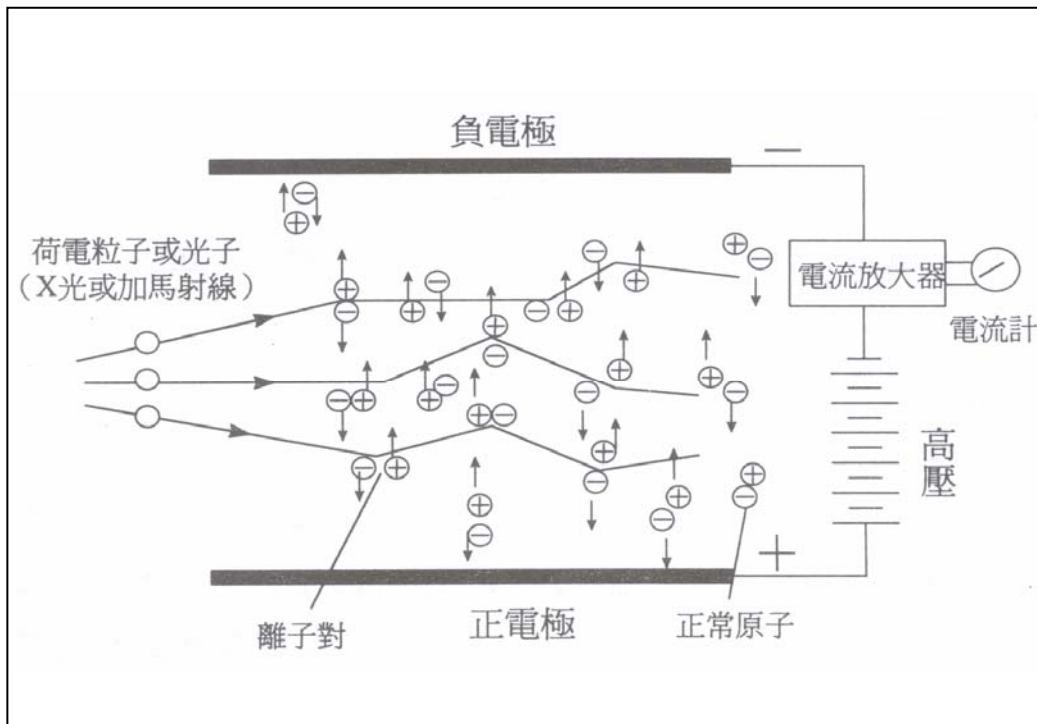 負電極
荷電粒子或光子
（X光或加馬射線）
電流放大器
電流計
高壓
離子對
正電極
正常原子